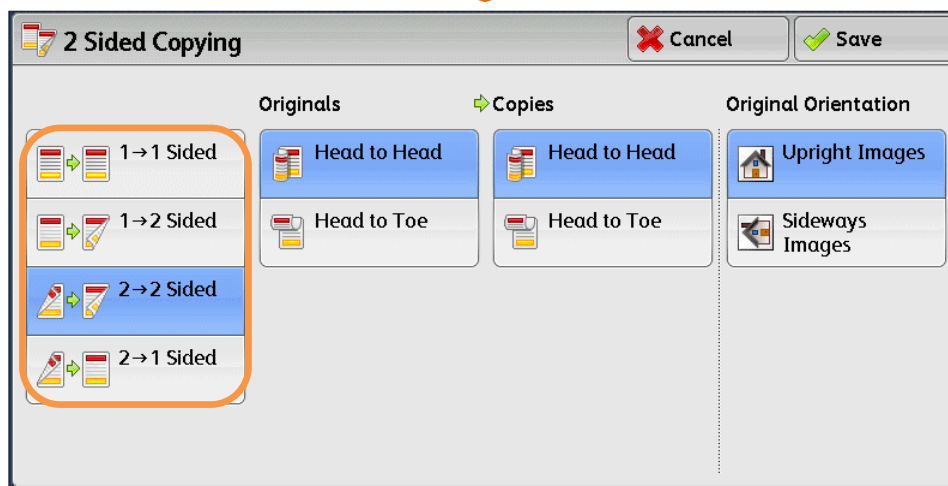 2 Sided Copying
Cancel
Save
Originals
Copies
Original Orientation
1→1 Sided
1→2 Sided
2→2 Sided
2→1 Sided
Head to Head
Head to Toe
Head to Head
Head to Toe
Upright Images
Sideways
Images